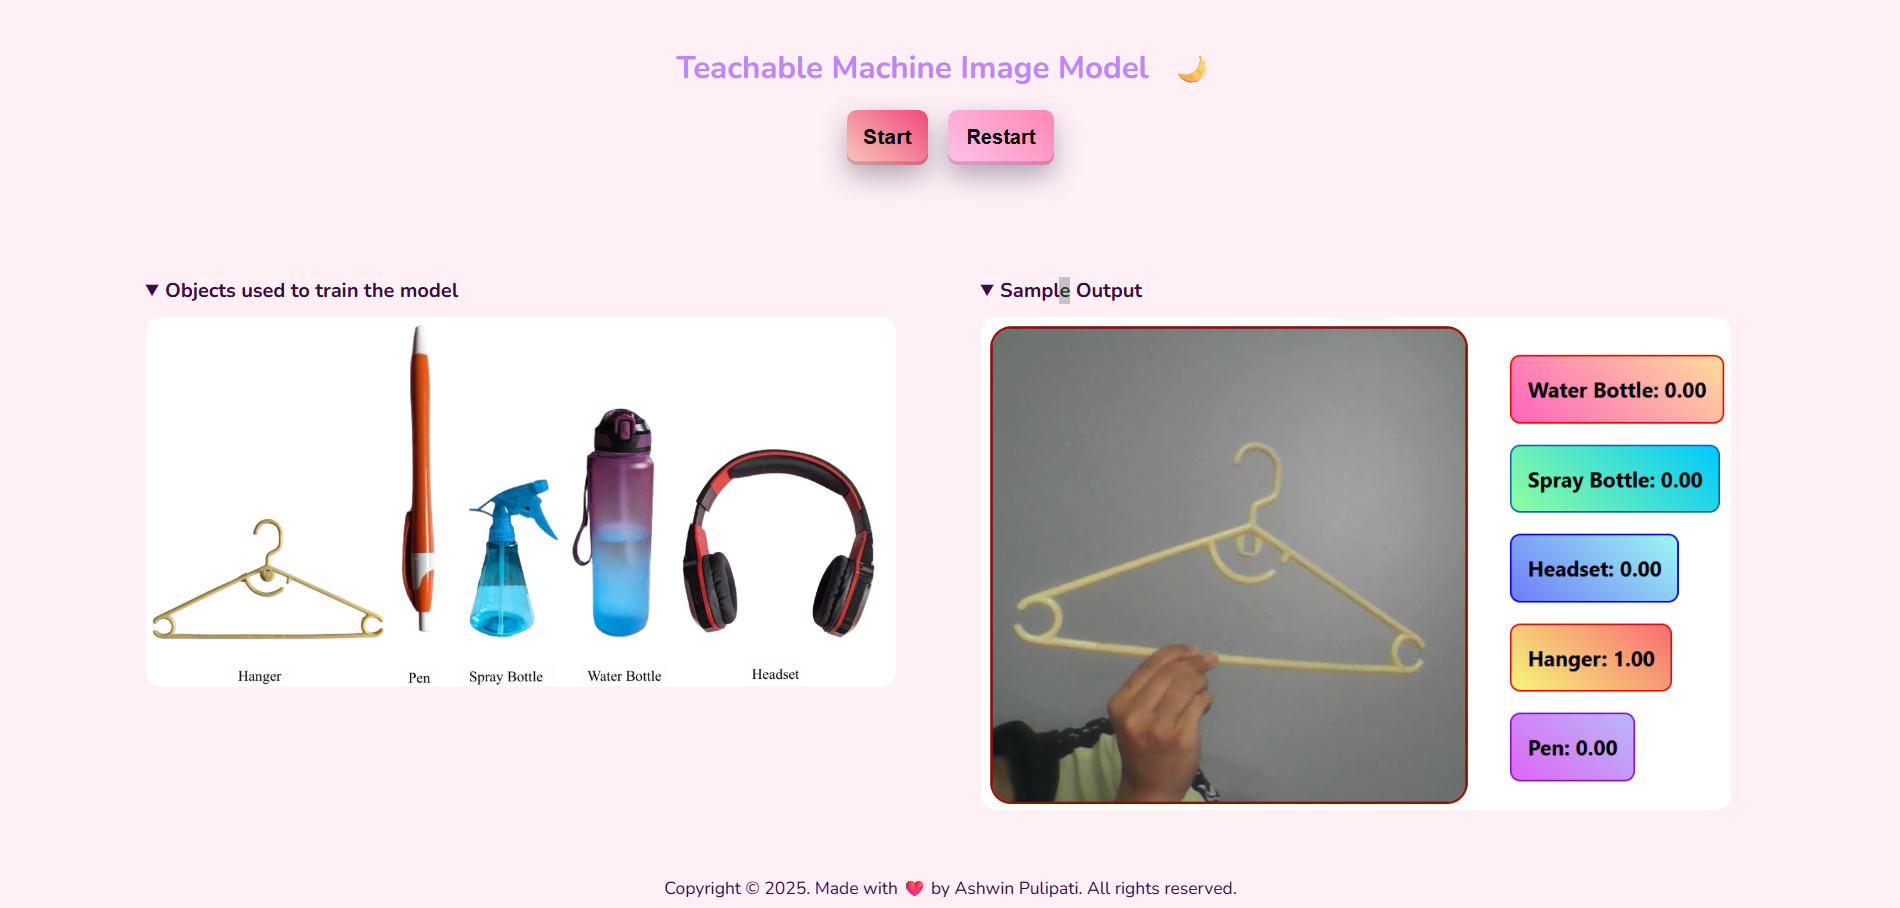 Teachable Machine Image Model 🌙
Start
Restart
▼ Objects used to train the model
Hanger
Pen
Spray Bottle
Water Bottle
Headset
▼ Sample Output
Water Bottle: 0.00
Spray Bottle: 0.00
Headset: 0.00
Hanger: 1.00
Pen: 0.00
Copyright © 2025. Made with ❤️ by Ashwin Pulipati. All rights reserved.